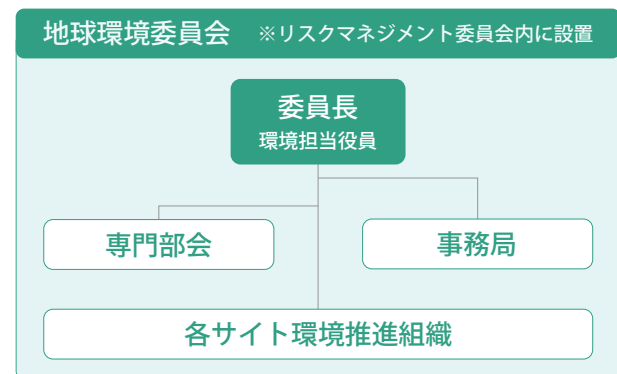 地球環境委員会 ※リスクマネジメント委員会内に設置
委員長
環境担当役員
専門部会
事務局
各サイト環境推進組織